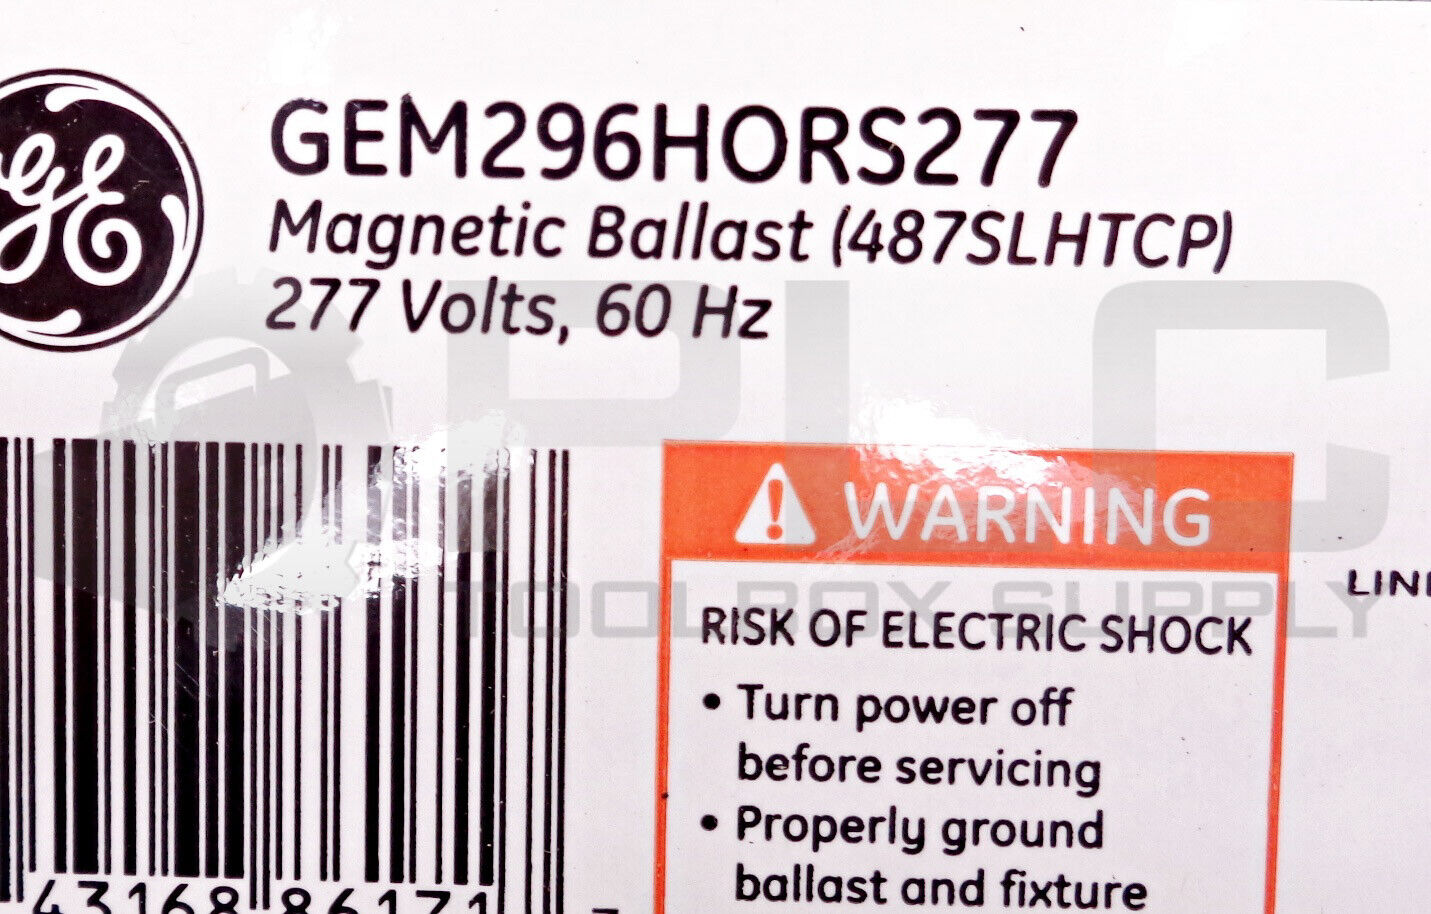 GE
GEM296HORS277
Magnetic Ballast (487SLHTCP)
277 Volts, 60 Hz
PLC
TOOLBOX SUPPLY
WARNING
RISK OF ELECTRIC SHOCK
• Turn power off
before servicing
• Properly ground
ballast and fixture
43168 86171